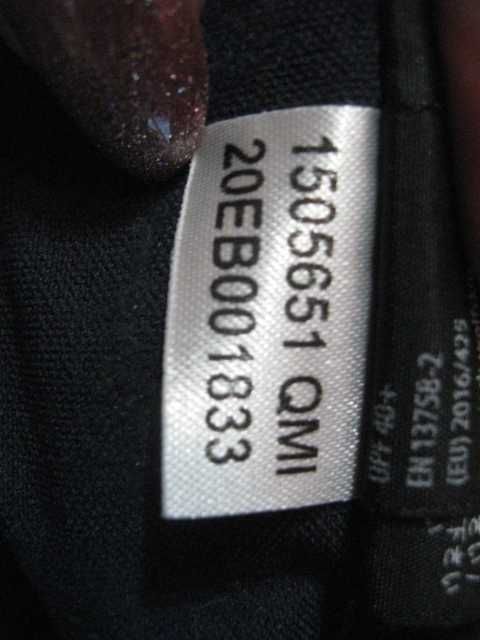 1505651 QMI
20EB001833
UPF 40+
EN 13758-2
(EU) 2016/425